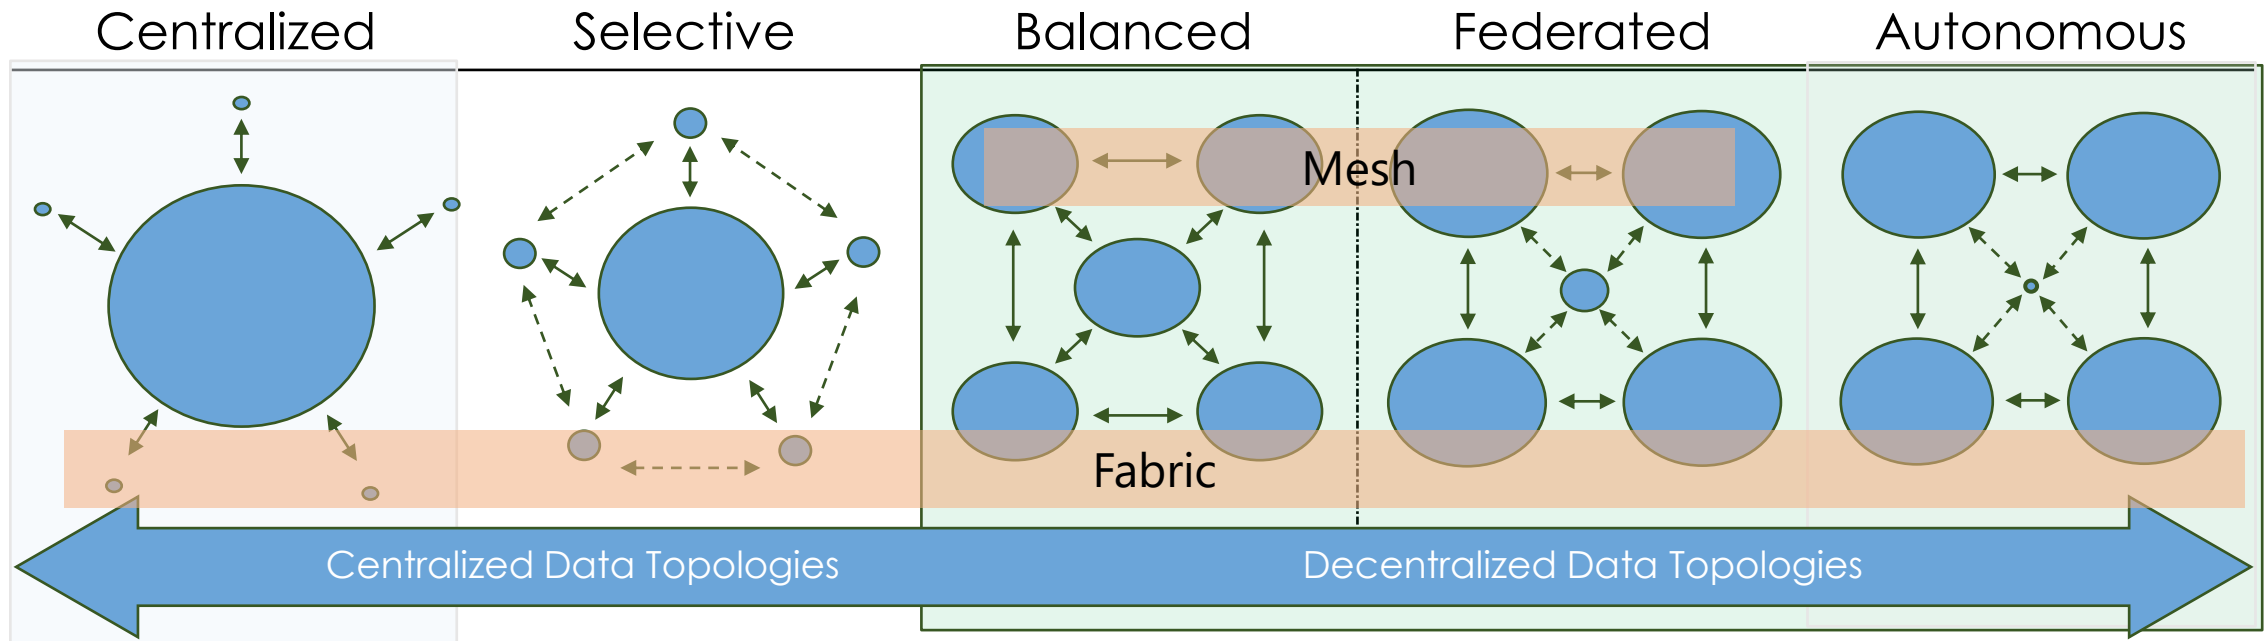 Centralized
Selective
Balanced
Federated
Autonomous
Mesh
Fabric
Centralized Data Topologies
Decentralized Data Topologies